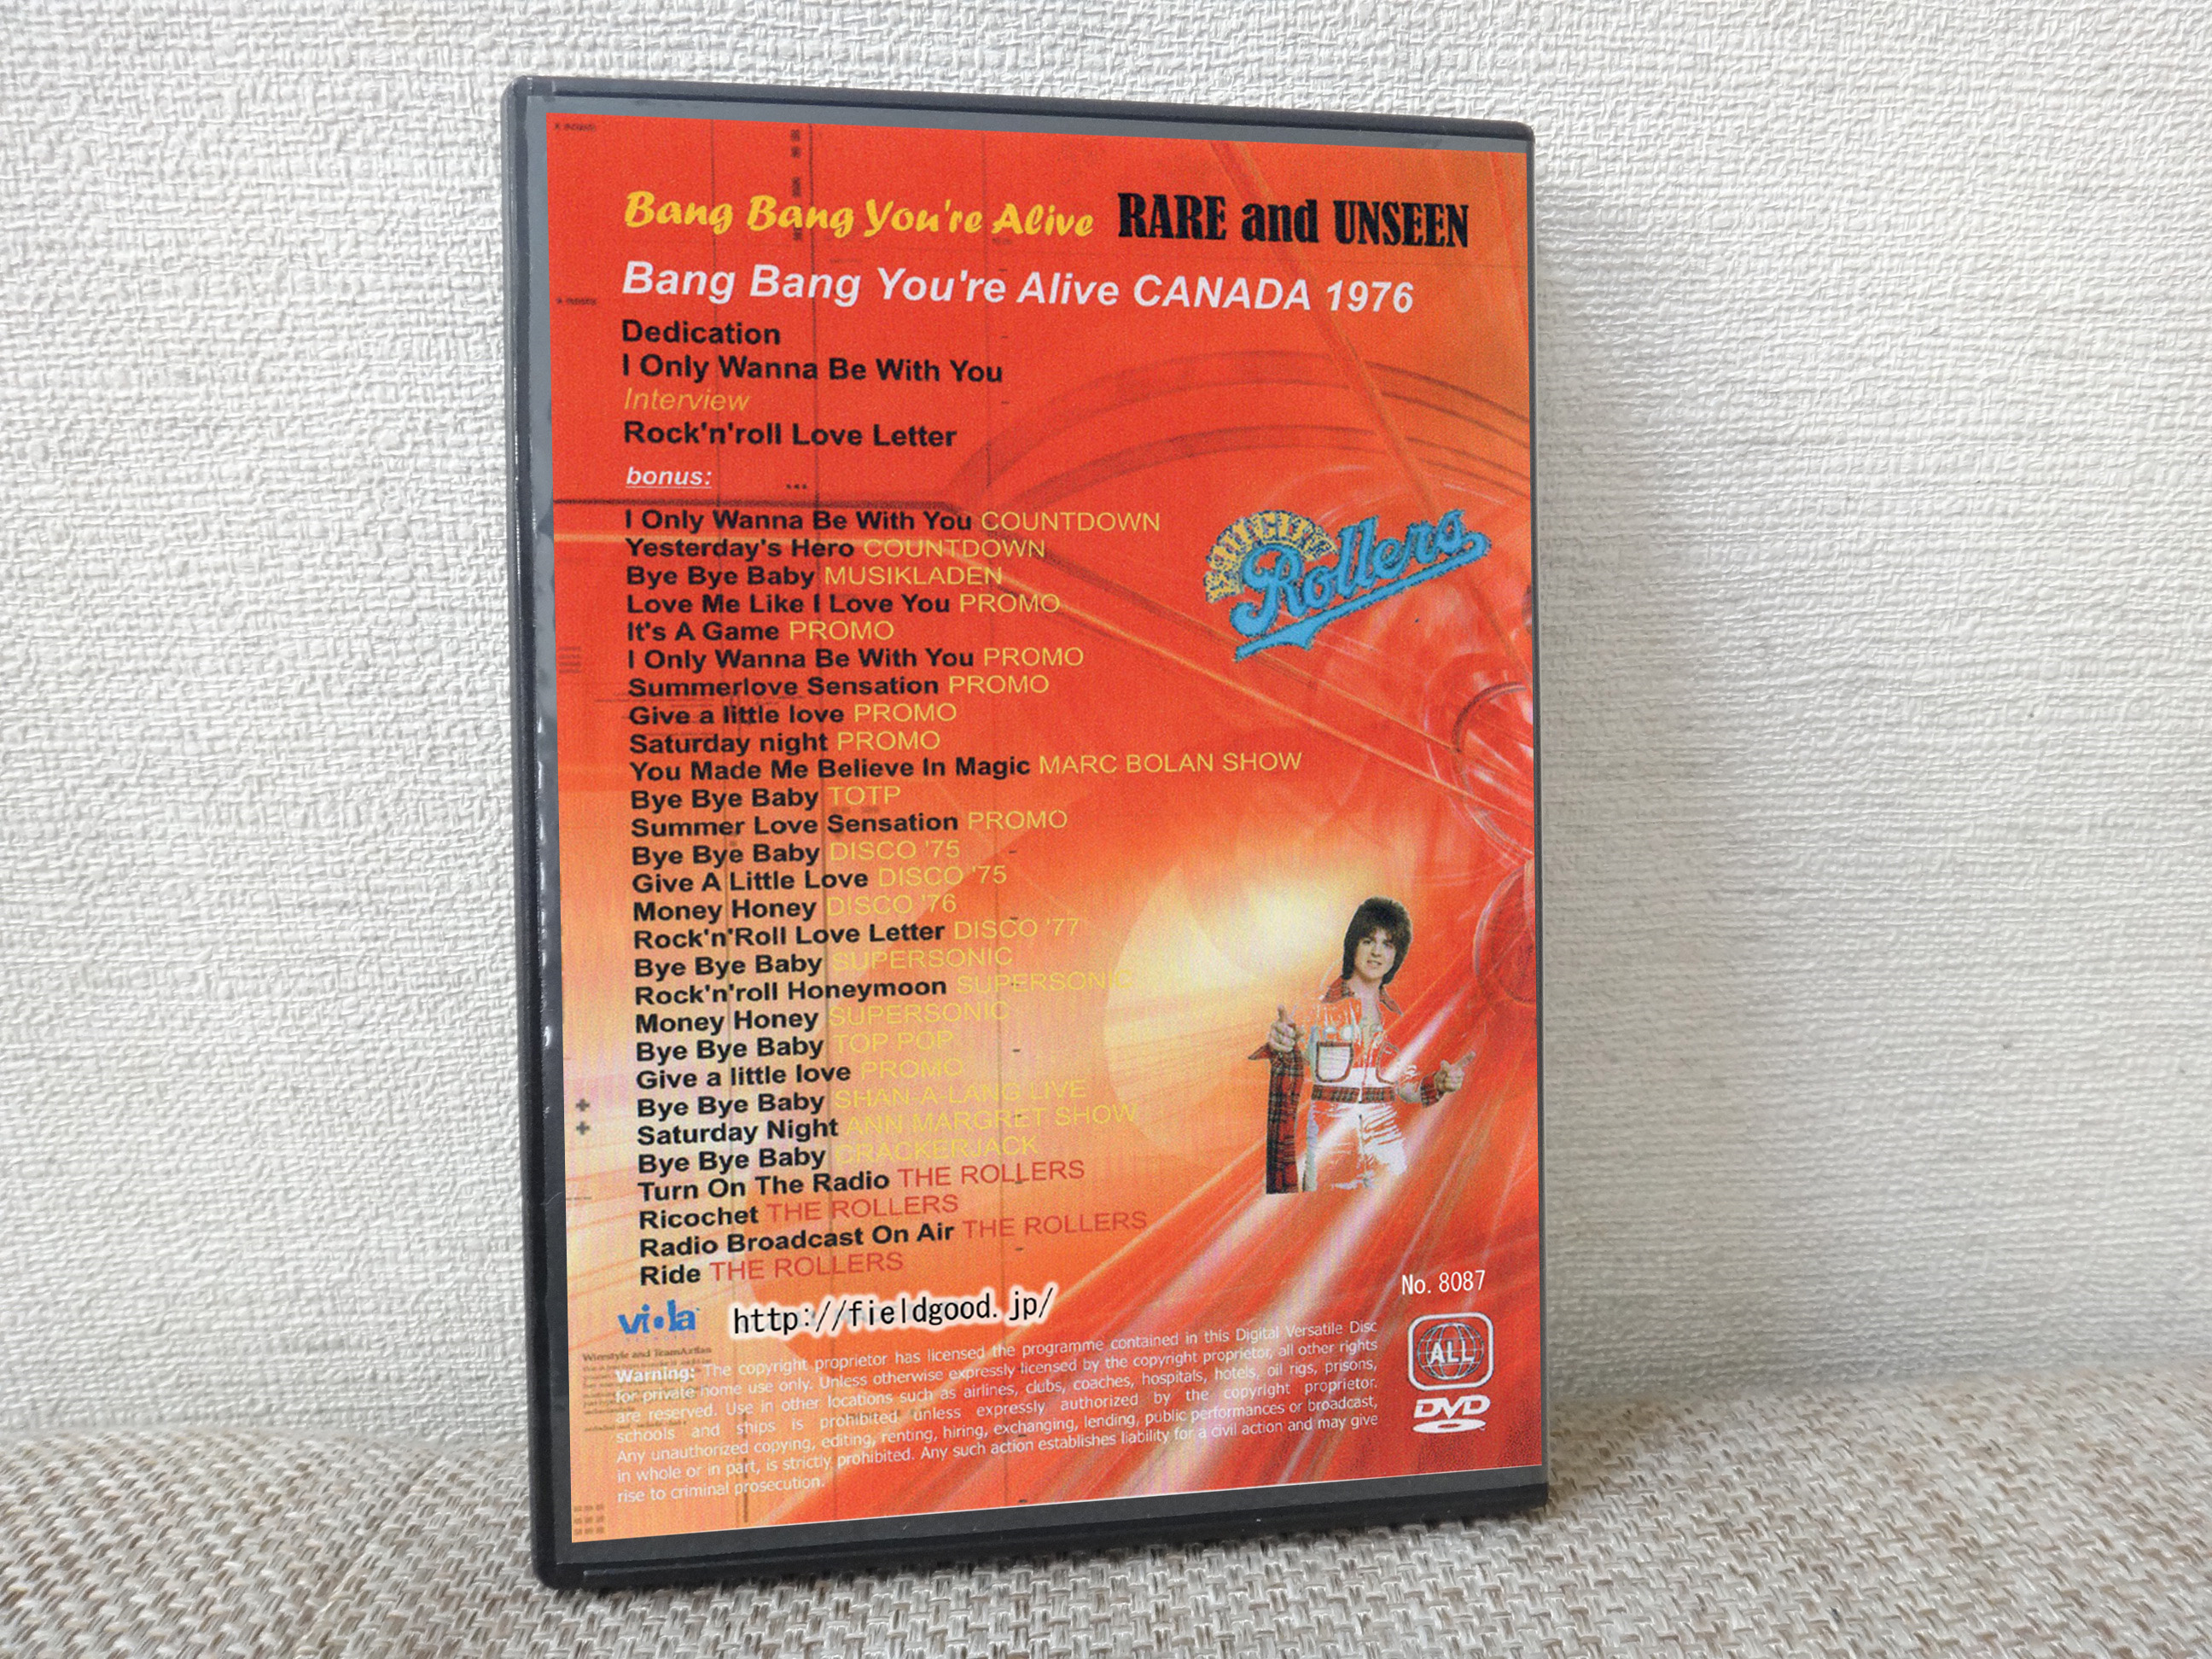 Bang Bang You're Alive RARE and UNSEEN
Bang Bang You're Alive CANADA 1976
Dedication
I Only Wanna Be With You
Interview
Rock'n'roll Love Letter
bonus:
I Only Wanna Be With You COUNTDOWN
Yesterday's Hero COUNTDOWN
Bye Bye Baby MUSIKLADEN
Love Me Like I Love You PROMO
It's A Game PROMO
I Only Wanna Be With You PROMO
Summerlove Sensation PROMO
Give a little love PROMO
Saturday night PROMO
You Made Me Believe In Magic MARC BOLAN SHOW
Bye Bye Baby TOTP
Summer Love Sensation PROMO
Bye Bye Baby DISCO '75
Give A Little Love DISCO '75
Money Honey DISCO '76
Rock'n'Roll Love Letter DISCO '77
Bye Bye Baby SUPERSONIC
Rock'n'roll Honeymoon SUPERSONIC
Money Honey SUPERSONIC
Bye Bye Baby TOP POP
Give a little love PROMO
Bye Bye Baby SHAN-A-LANG LIVE
Saturday Night ANN MARGRET SHOW
Bye Bye Baby CRACKERJACK
Turn On The Radio THE ROLLERS
Ricochet THE ROLLERS
Radio Broadcast On Air THE ROLLERS
Ride THE ROLLERS
Rollers
No. 8087
viola
http://fieldgood.jp/
Winstyle and TeamArtfan
Warning: The copyright proprietor has licensed the programme contained in this Digital Versatile Disc
for private home use only. Unless otherwise expressly licensed by the copyright proprietor, all other rights
are reserved. Use in other locations such as airlines, clubs, coaches, hospitals, hotels, oil rigs, prisons,
schools and ships is prohibited unless expressly authorized by the copyright proprietor.
Any unauthorized copying, editing, renting, hiring, exchanging, lending, public performances or broadcast,
in whole or in part, is strictly prohibited. Any such action establishes liability for a civil action and may give
rise to criminal prosecution.
ALL
DVD